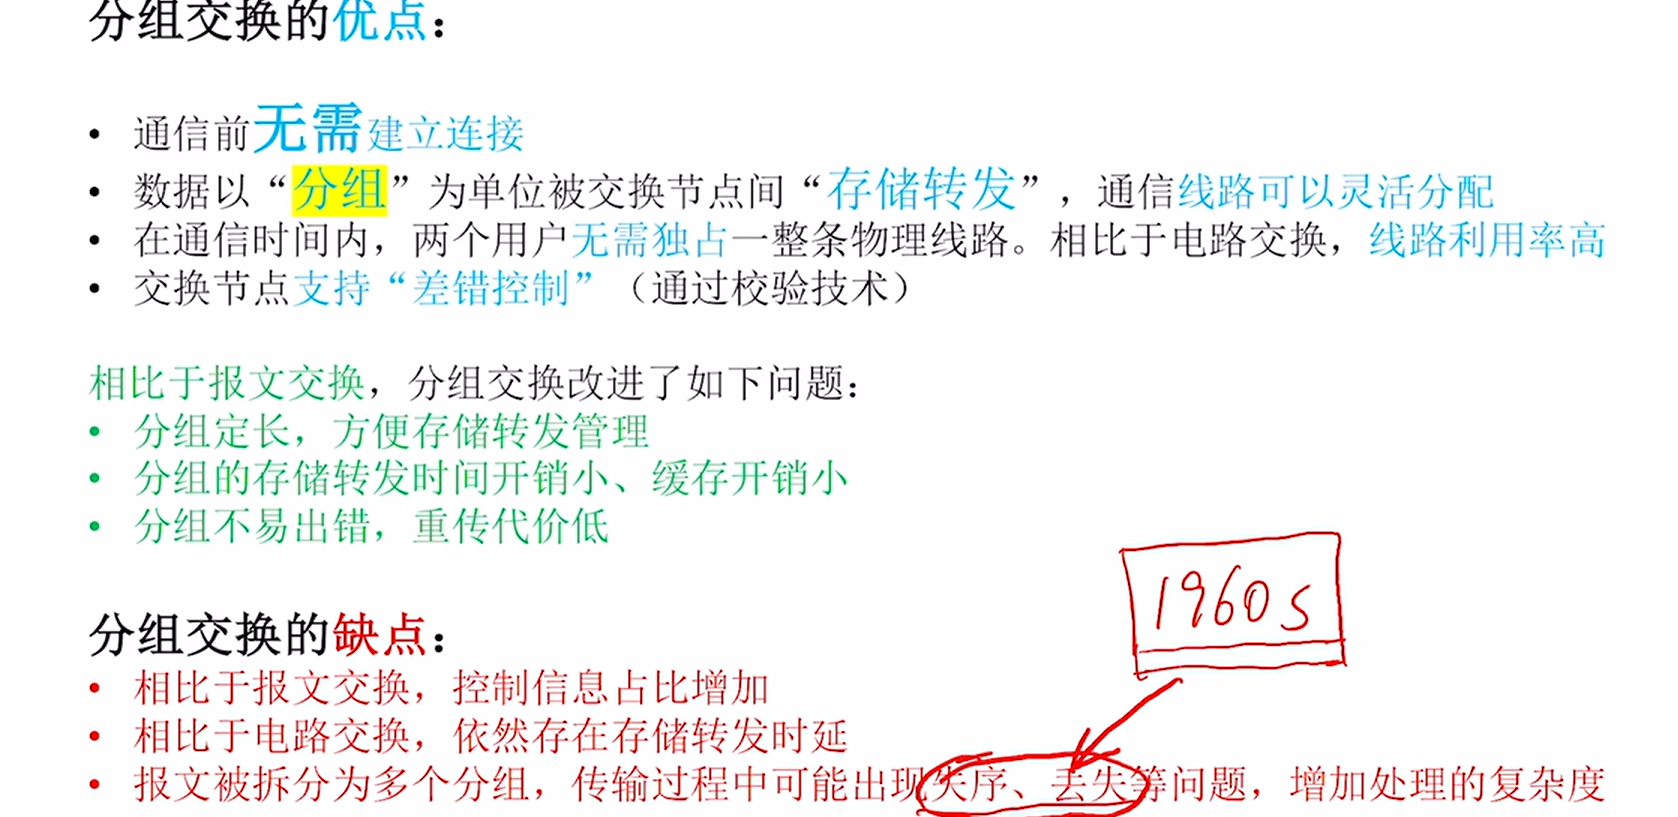 分组交换的优点：
• 通信前无需建立连接
• 数据以“分组”为单位被交换节点间“存储转发”，通信线路可以灵活分配
• 在通信时间内，两个用户无需独占一整条物理线路。相比于电路交换，线路利用率高
• 交换节点支持“差错控制”（通过校验技术）
相比于报文交换，分组交换改进了如下问题：
• 分组定长，方便存储转发管理
• 分组的存储转发时间开销小、缓存开销小
• 分组不易出错，重传代价低
1960s
分组交换的缺点：
• 相比于报文交换，控制信息占比增加
• 相比于电路交换，依然存在存储转发时延
• 报文被拆分为多个分组，传输过程中可能出现失序、丢失等问题，增加处理的复杂度